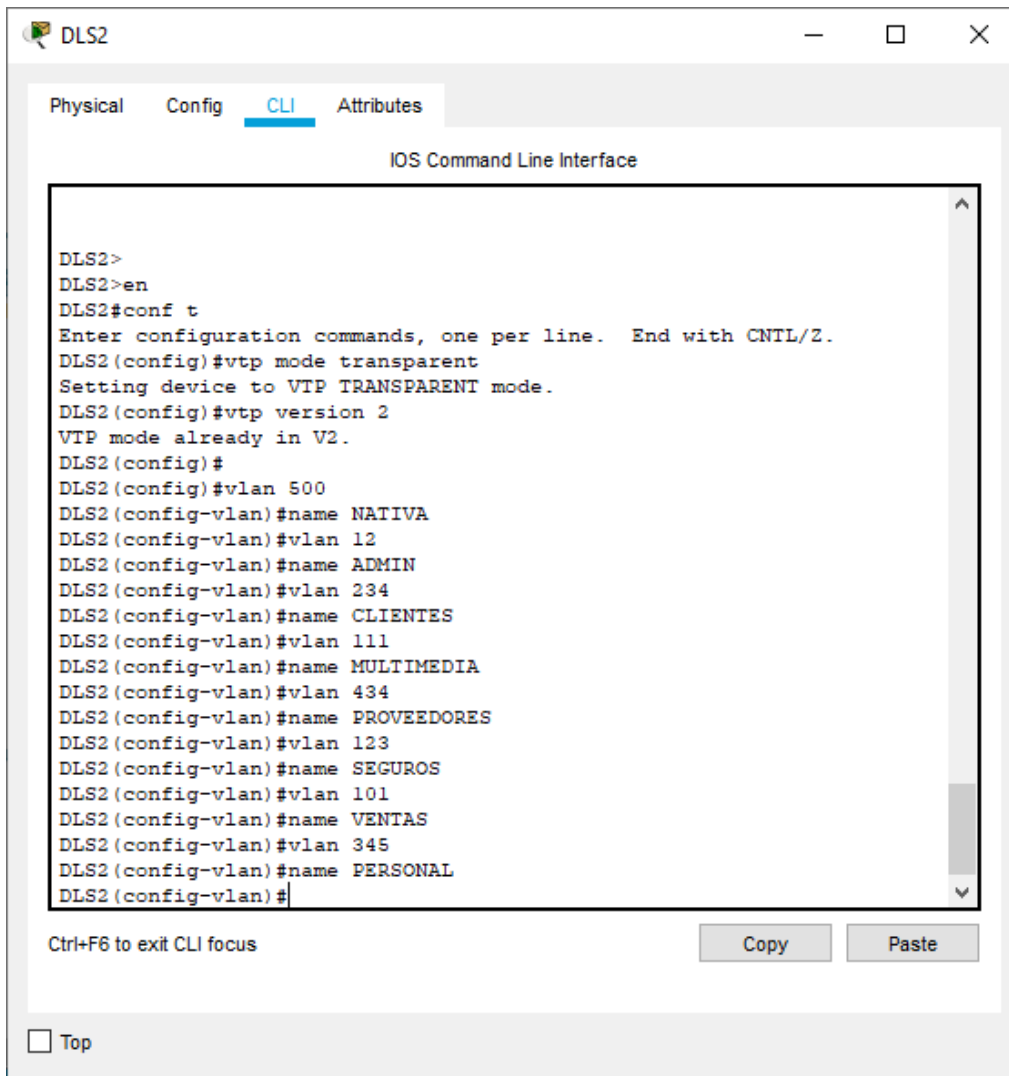 DLS2
Physical Config CLI Attributes
IOS Command Line Interface
DLS2>
DLS2>en
DLS2#conf t
Enter configuration commands, one per line.  End with CNTL/Z.
DLS2(config)#vtp mode transparent
Setting device to VTP TRANSPARENT mode.
DLS2(config)#vtp version 2
VTP mode already in V2.
DLS2(config)#
DLS2(config)#vlan 500
DLS2(config-vlan)#name NATIVA
DLS2(config-vlan)#vlan 12
DLS2(config-vlan)#name ADMIN
DLS2(config-vlan)#vlan 234
DLS2(config-vlan)#name CLIENTES
DLS2(config-vlan)#vlan 111
DLS2(config-vlan)#name MULTIMEDIA
DLS2(config-vlan)#vlan 434
DLS2(config-vlan)#name PROVEEDORES
DLS2(config-vlan)#vlan 123
DLS2(config-vlan)#name SEGUROS
DLS2(config-vlan)#vlan 101
DLS2(config-vlan)#name VENTAS
DLS2(config-vlan)#vlan 345
DLS2(config-vlan)#name PERSONAL
DLS2(config-vlan)#
Ctrl+F6 to exit CLI focus Copy Paste
Top